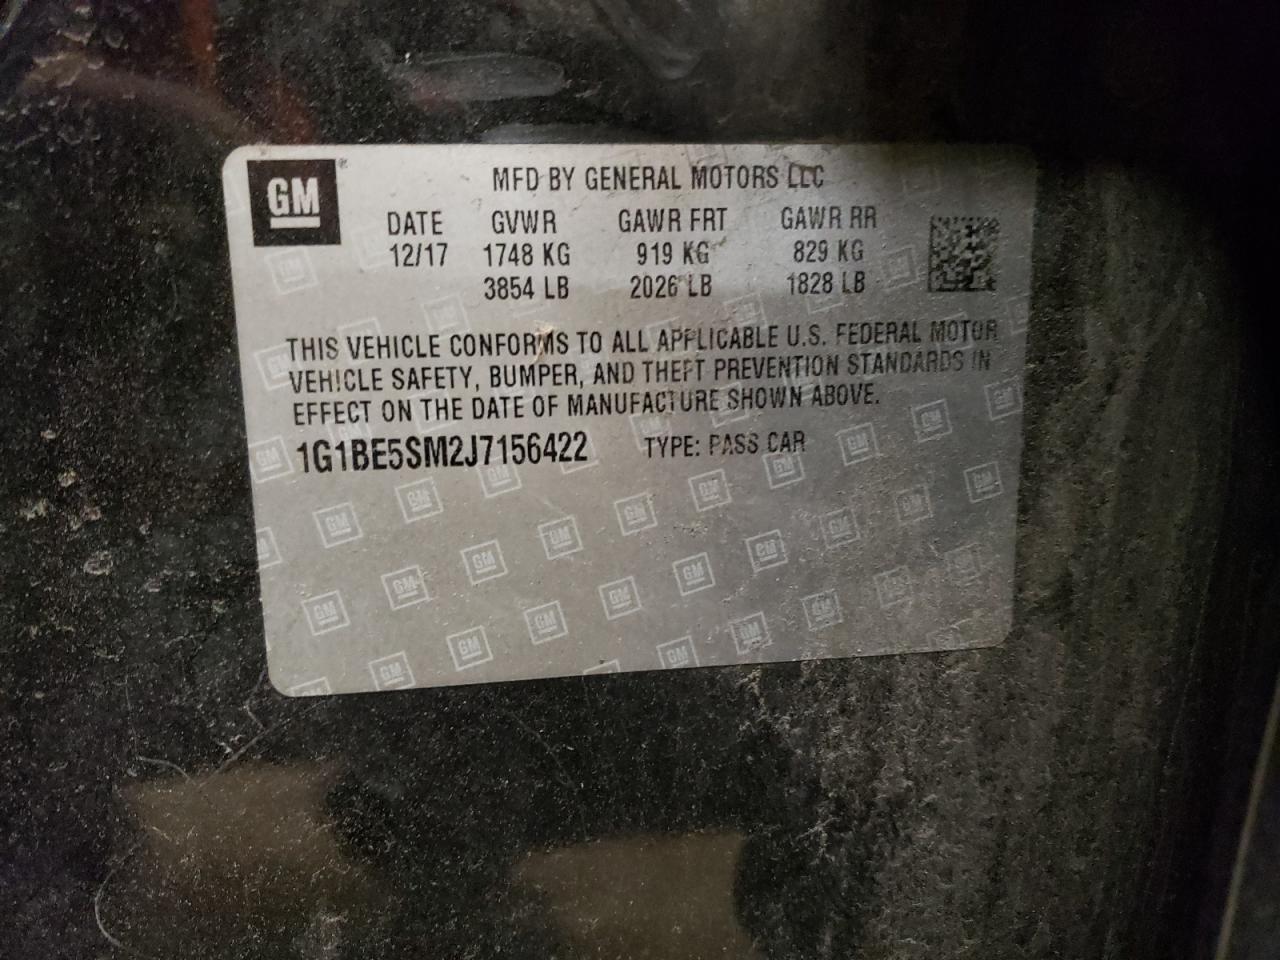 GM®
MFD BY GENERAL MOTORS LLC
DATE GVWR GAWR FRT GAWR RR
12/17 1748 KG 919 KG 829 KG
3854 LB 2026 LB 1828 LB
THIS VEHICLE CONFORMS TO ALL APPLICABLE U.S. FEDERAL MOTOR
VEHICLE SAFETY, BUMPER, AND THEFT PREVENTION STANDARDS IN
EFFECT ON THE DATE OF MANUFACTURE SHOWN ABOVE.
1G1BE5SM2J7156422 TYPE: PASS CAR